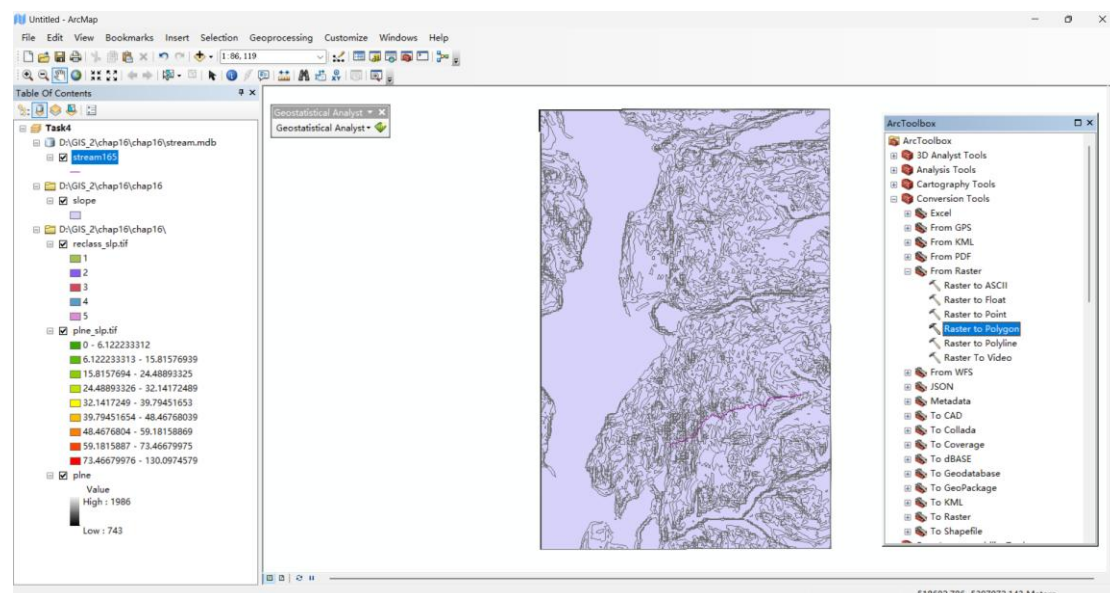 Untitled - ArcMap
File Edit View Bookmarks Insert Selection Geoprocessing Customize Windows Help
1:86,119
Table Of Contents
Task4
D:\GIS_2\chap16\chap16\stream.mdb
stream165
D:\GIS_2\chap16\chap16
slope
D:\GIS_2\chap16\chap16\
reclass_slp.tif
1
2
3
4
5
plne_slp.tif
0 - 6.122233312
6.122233313 - 15.81576939
15.8157694 - 24.48893325
24.48893326 - 32.14172489
32.1417249 - 39.79451653
39.79451654 - 48.46768039
48.4676804 - 59.18158869
59.1815887 - 73.46679975
73.46679976 - 130.0974579
plne
Value
High : 1986
Low : 743
Geostatistical Analyst
Geostatistical Analyst
ArcToolbox
ArcToolbox
3D Analyst Tools
Analysis Tools
Cartography Tools
Conversion Tools
Excel
From GPS
From KML
From PDF
From Raster
Raster to ASCII
Raster to Float
Raster to Point
Raster to Polygon
Raster to Polyline
Raster To Video
From WFS
JSON
Metadata
To CAD
To Collada
To Coverage
To dBASE
To Geodatabase
To GeoPackage
To KML
To Raster
To Shapefile